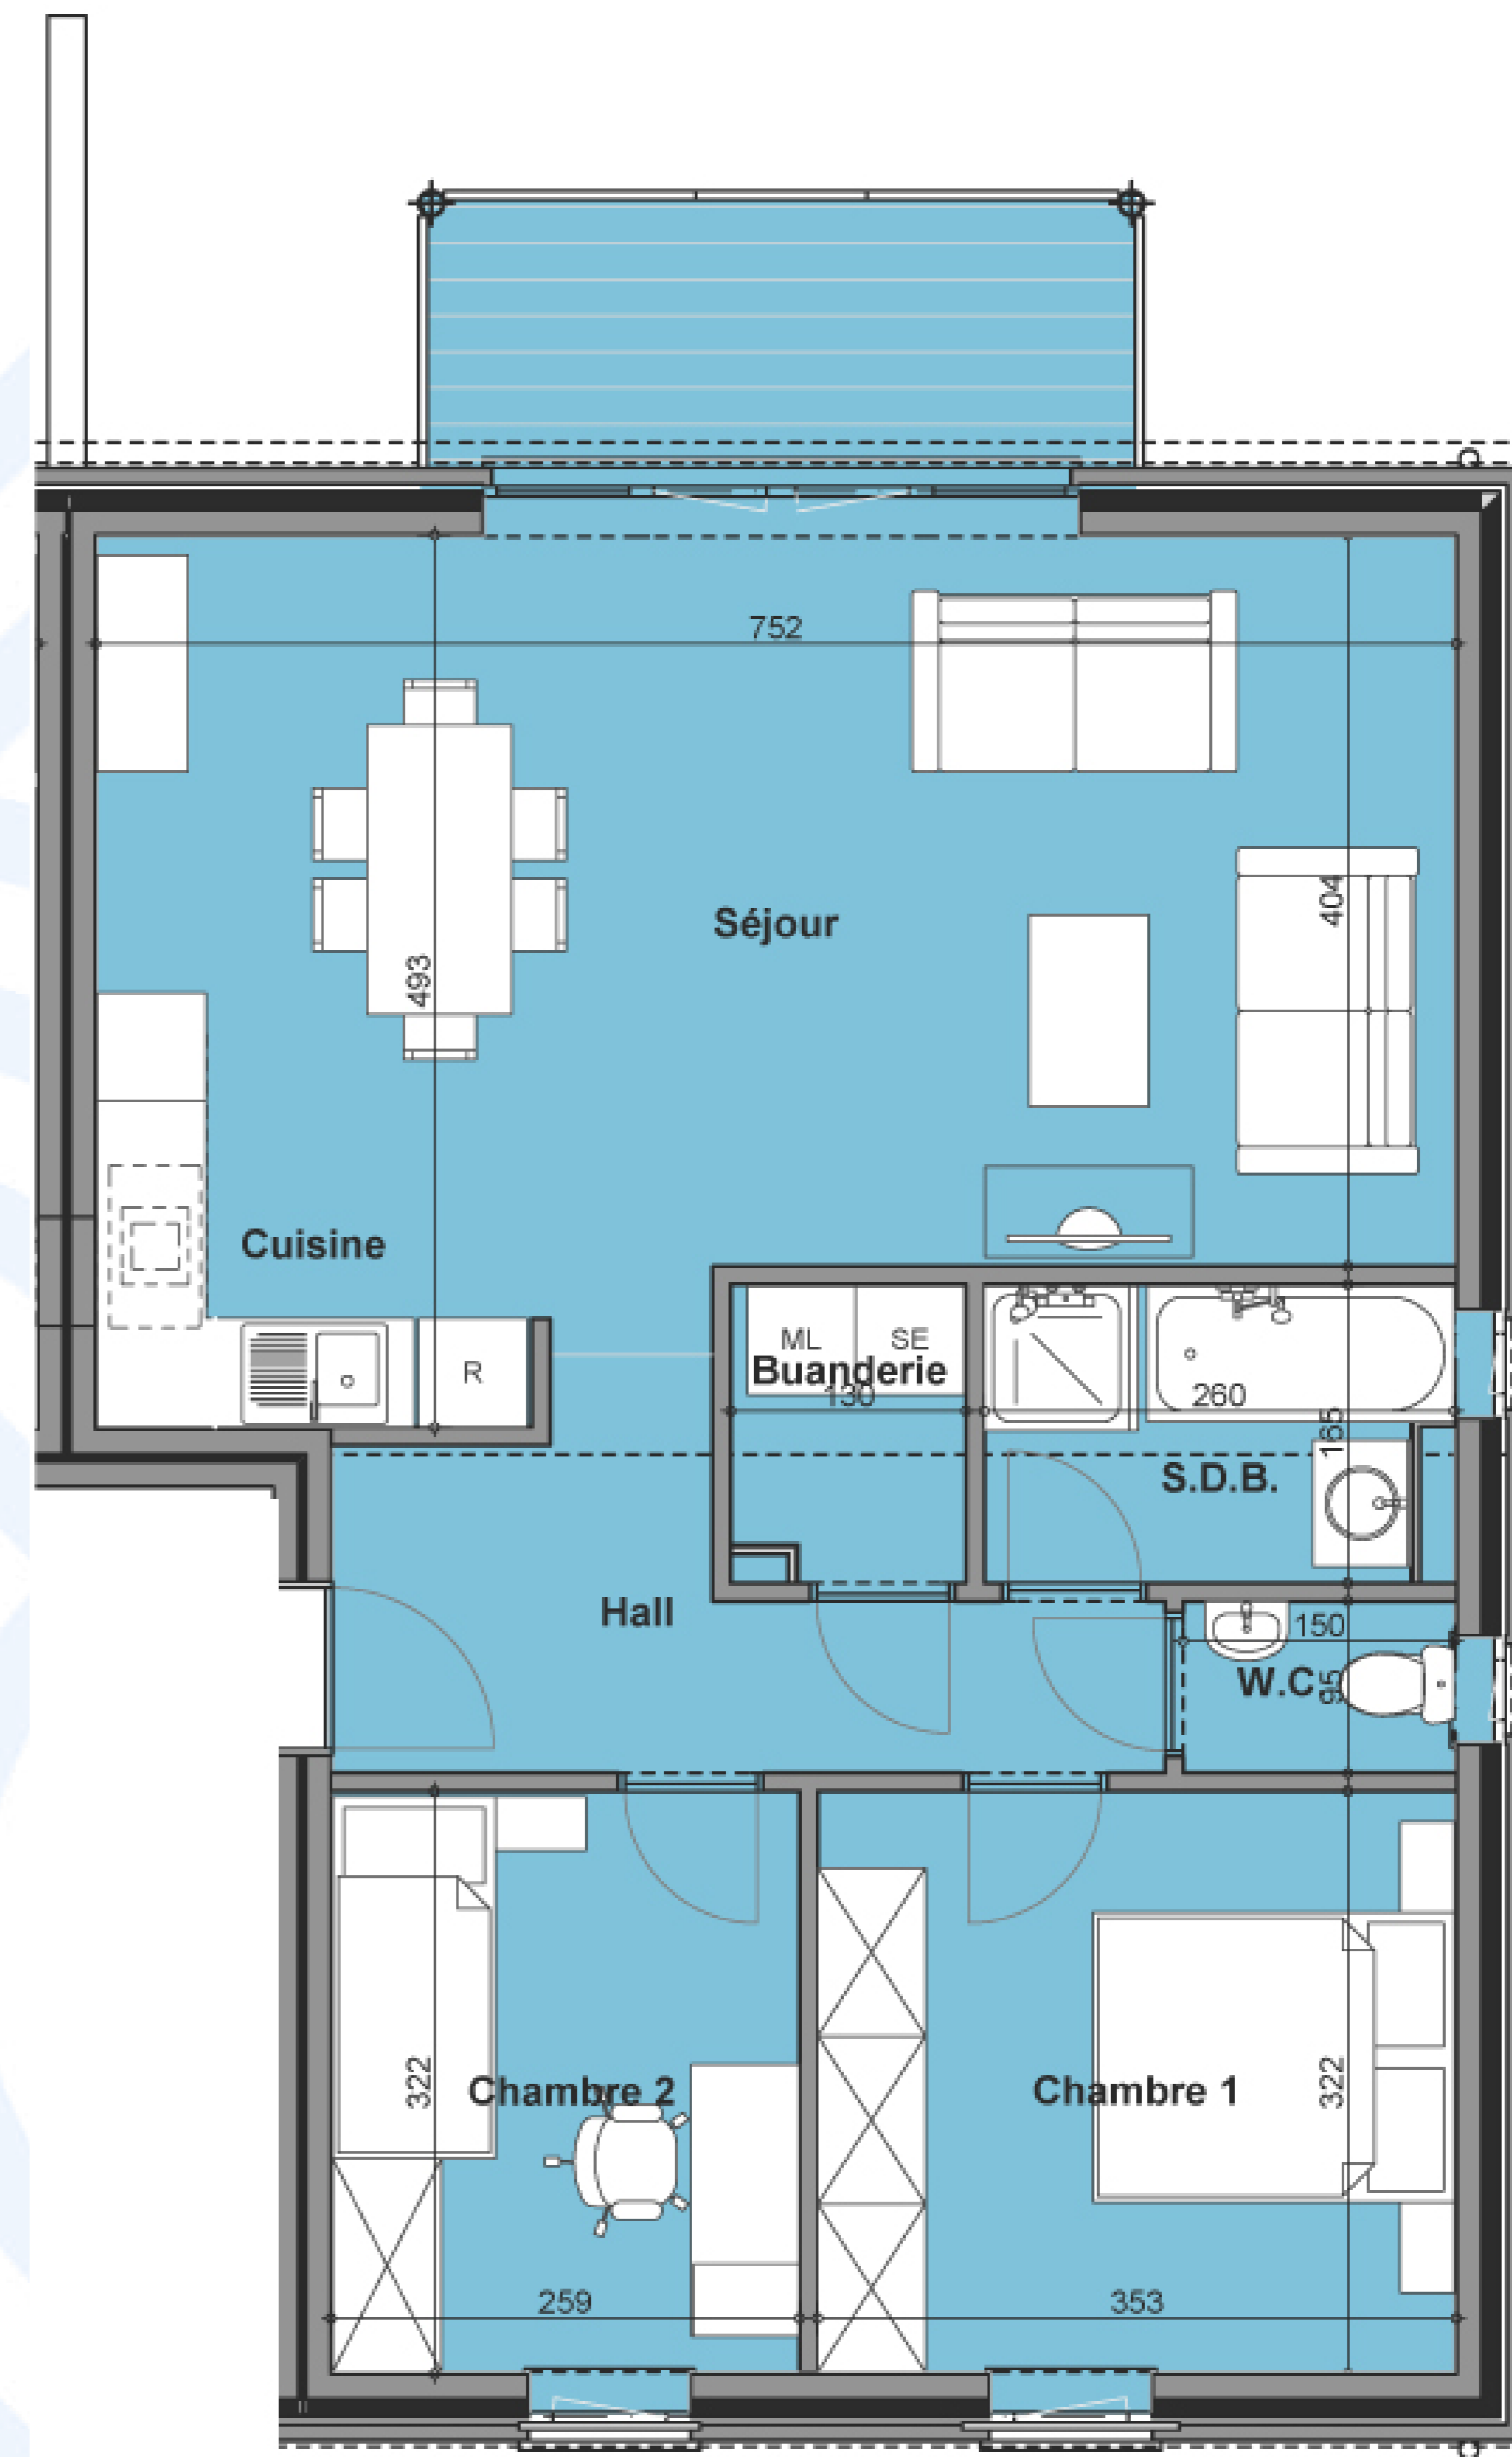 752
Séjour
404
493
Cuisine
ML
SE
R
Buanderie
130
260
165
S.D.B.
Hall
150
W.C.
95
322
Chambre 2
Chambre 1
322
259
353